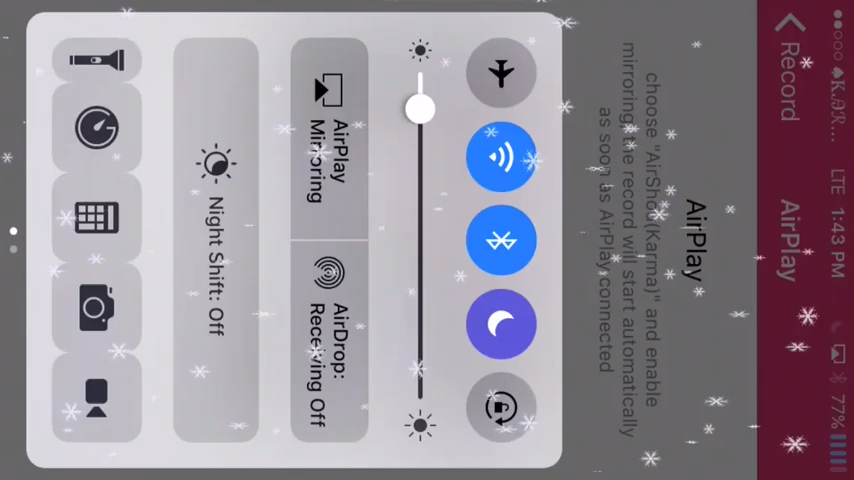 LTE 1:43 PM 77%
Record AirPlay
AirPlay
choose "AirShou(Karma)" and enable
mirroring, the record will start automatically
as soon as AirPlay connected
AirPlay
Mirroring
AirDrop:
Receiving Off
Night Shift: Off